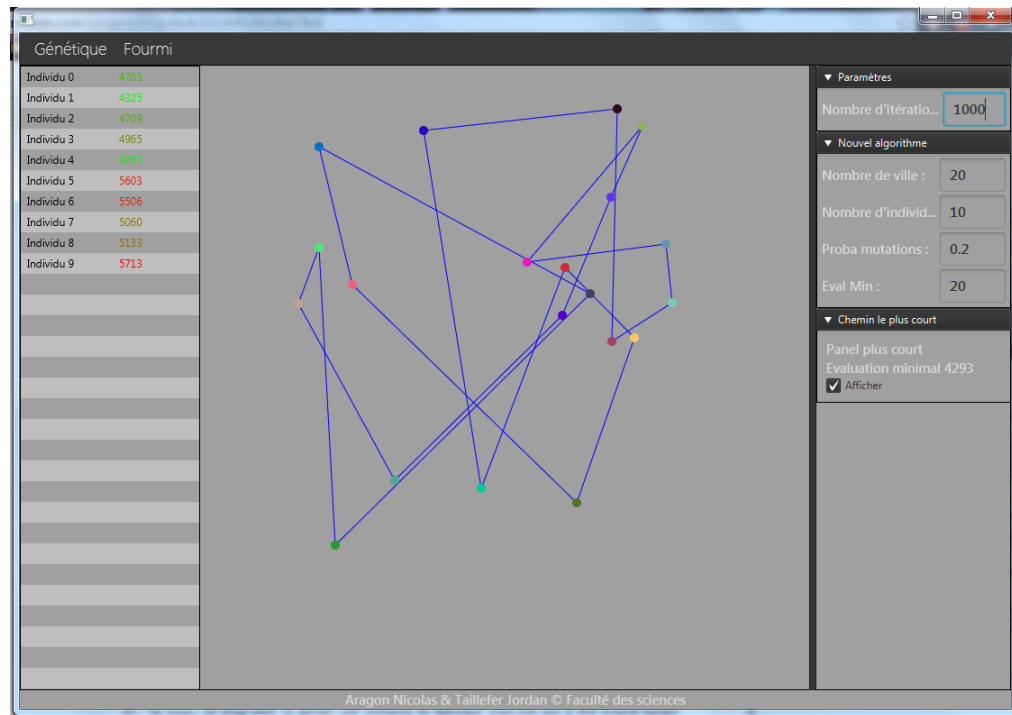 Génétique Fourmi
Individu 0 4705
Individu 1 4325
Individu 2 4709
Individu 3 4965
Individu 4 4293
Individu 5 5603
Individu 6 5506
Individu 7 5060
Individu 8 5133
Individu 9 5713
Paramètres
Nombre d'itératio... 1000
Nouvel algorithme
Nombre de ville : 20
Nombre d'individ... 10
Proba mutations : 0.2
Eval Min : 20
Chemin le plus court
Panel plus court
Evaluation minimal 4293
Afficher
Aragon Nicolas & Taillefer Jordan © Faculté des sciences